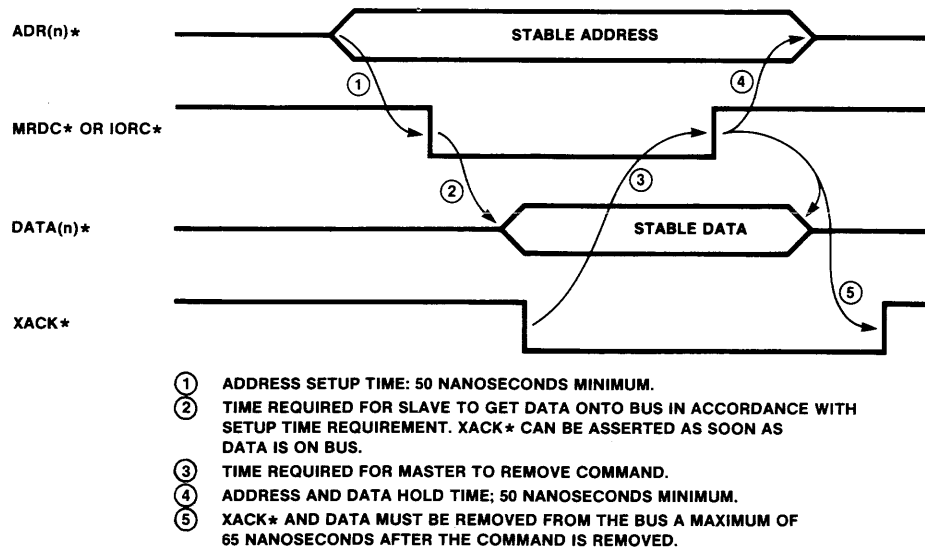 ADR(n)*
STABLE ADDRESS
1
4
MRDC* OR IORC*
2
3
DATA(n)*
STABLE DATA
5
XACK*
1 ADDRESS SETUP TIME: 50 NANOSECONDS MINIMUM.
2 TIME REQUIRED FOR SLAVE TO GET DATA ONTO BUS IN ACCORDANCE WITH
SETUP TIME REQUIREMENT. XACK* CAN BE ASSERTED AS SOON AS
DATA IS ON BUS.
3 TIME REQUIRED FOR MASTER TO REMOVE COMMAND.
4 ADDRESS AND DATA HOLD TIME; 50 NANOSECONDS MINIMUM.
5 XACK* AND DATA MUST BE REMOVED FROM THE BUS A MAXIMUM OF
65 NANOSECONDS AFTER THE COMMAND IS REMOVED.